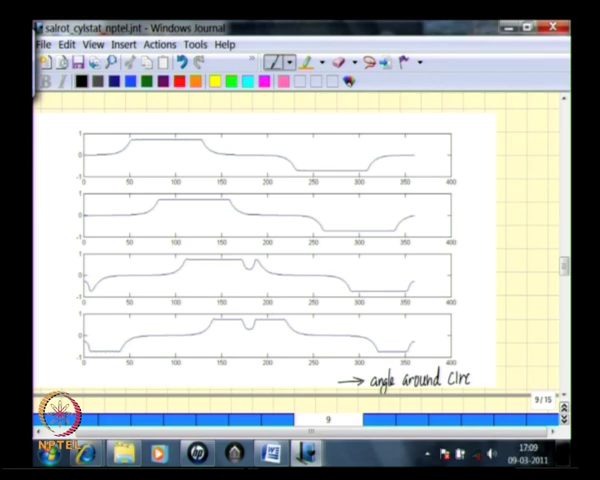 salrot_cylstat_nptel.jnt - Windows Journal
File Edit View Insert Actions Tools Help
B I
1
0
-1
0 50 100 150 200 250 300 350 400
1
0
-1
0 50 100 150 200 250 300 350 400
1
0
-1
0 50 100 150 200 250 300 350 400
1
0
-1
0 50 100 150 200 250 300 350 400
→ angle around Circ
9 / 15
9
NPTEL
17:09
09-03-2011